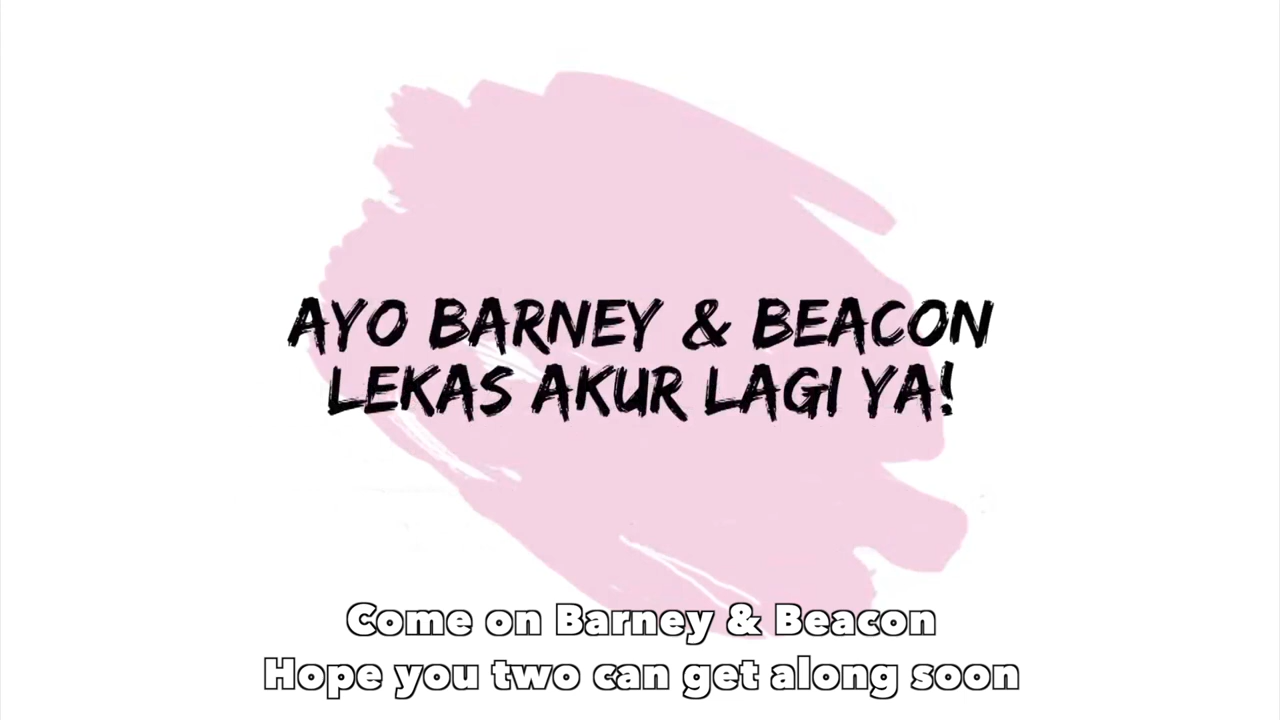 AYO BARNEY & BEACON
LEKAS AKUR LAGI YA!
Come on Barney & Beacon
Hope you two can get along soon